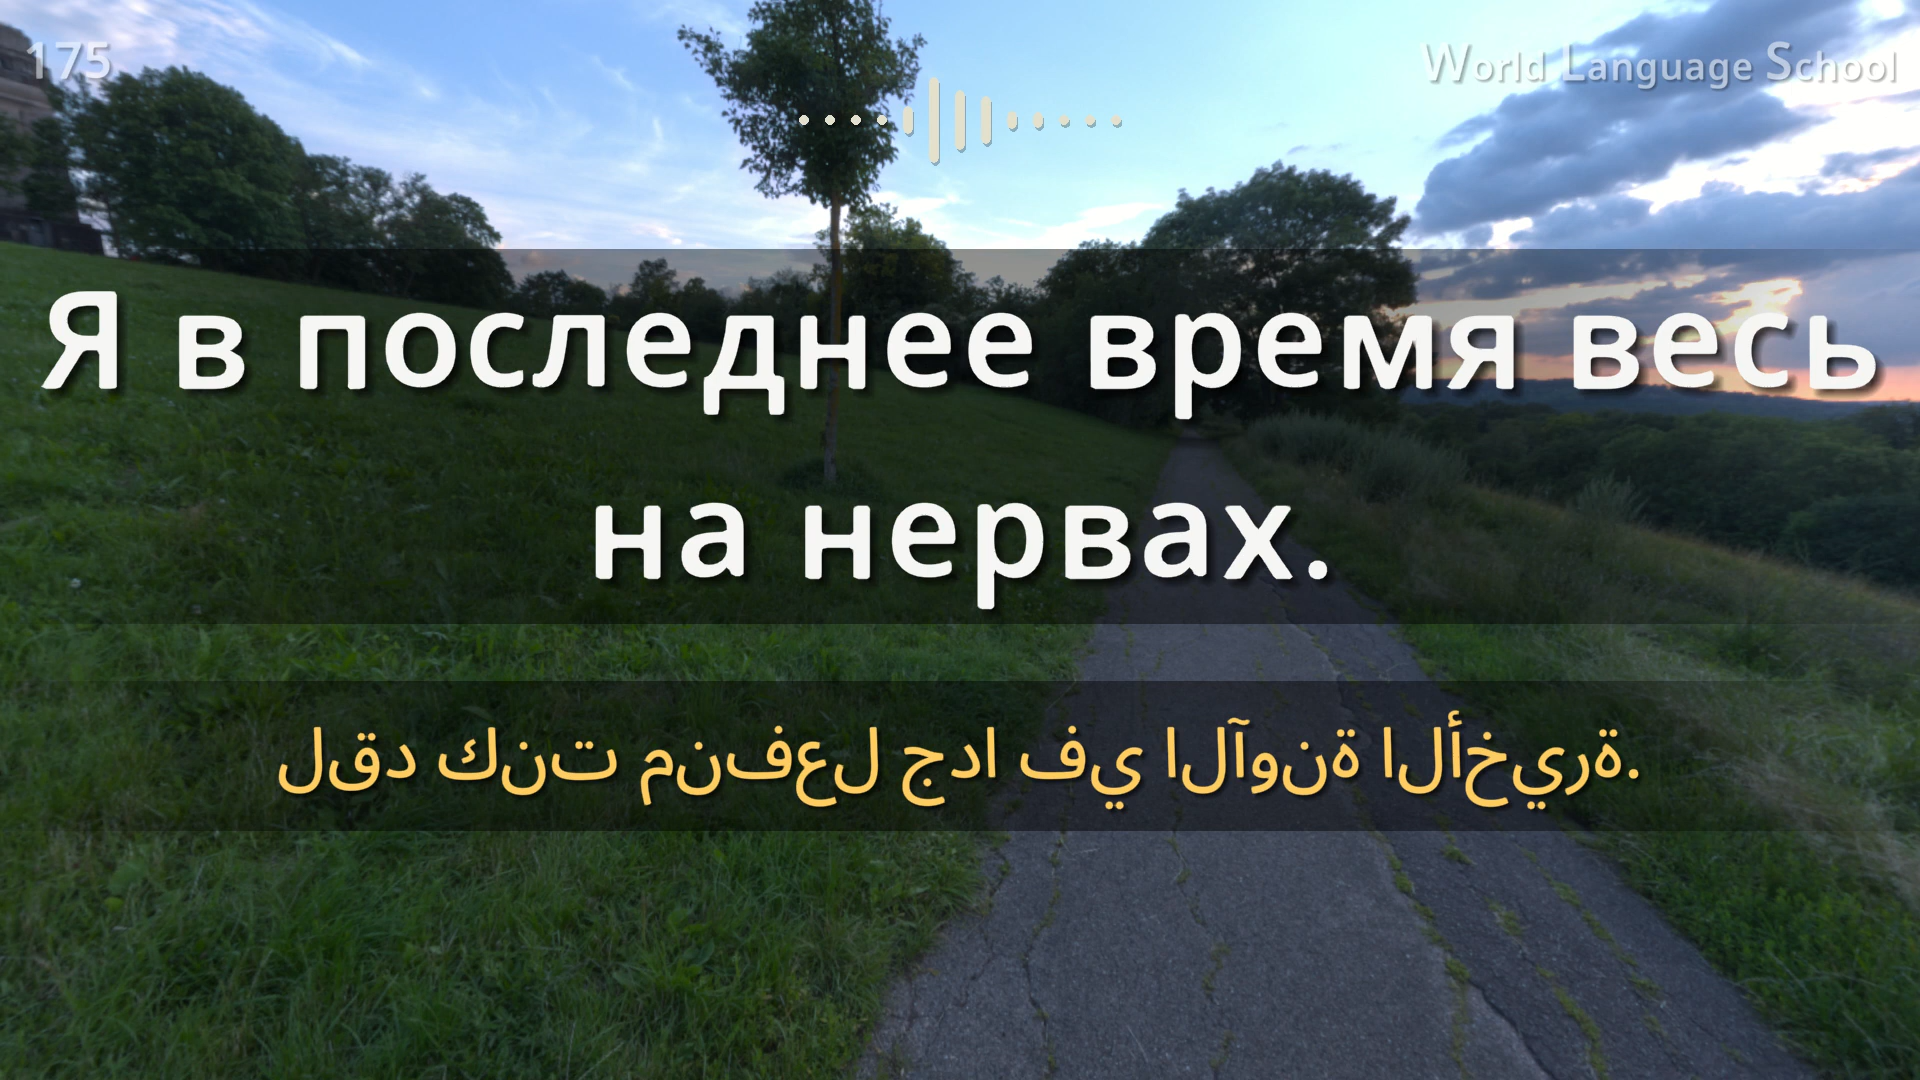 175
World Language School
Я в последнее время весь
на нервах.
لقد كنت منفعل جدا في الآونة الأخيرة.